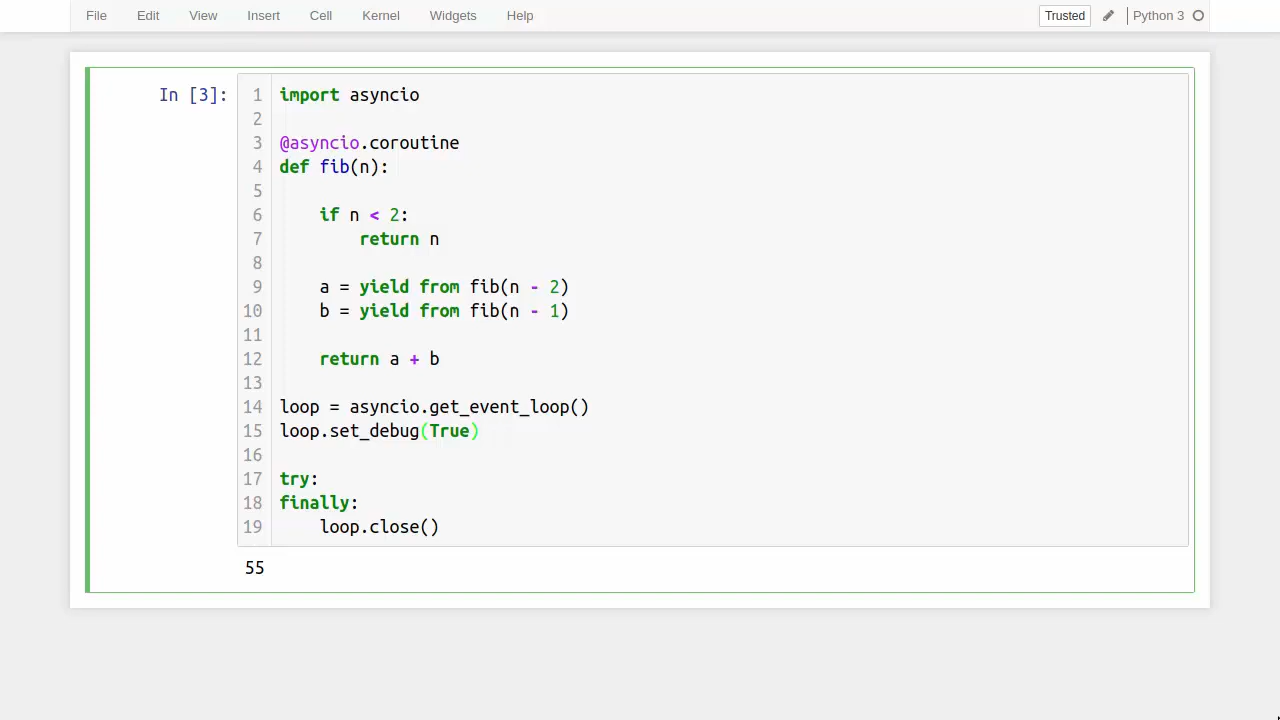 File Edit View Insert Cell Kernel Widgets Help Trusted Python 3
In [3]:
1 import asyncio
2
3 @asyncio.coroutine
4 def fib(n):
5
6     if n < 2:
7         return n
8
9     a = yield from fib(n - 2)
10     b = yield from fib(n - 1)
11
12     return a + b
13
14 loop = asyncio.get_event_loop()
15 loop.set_debug(True)
16
17 try:
18 finally:
19     loop.close()
55